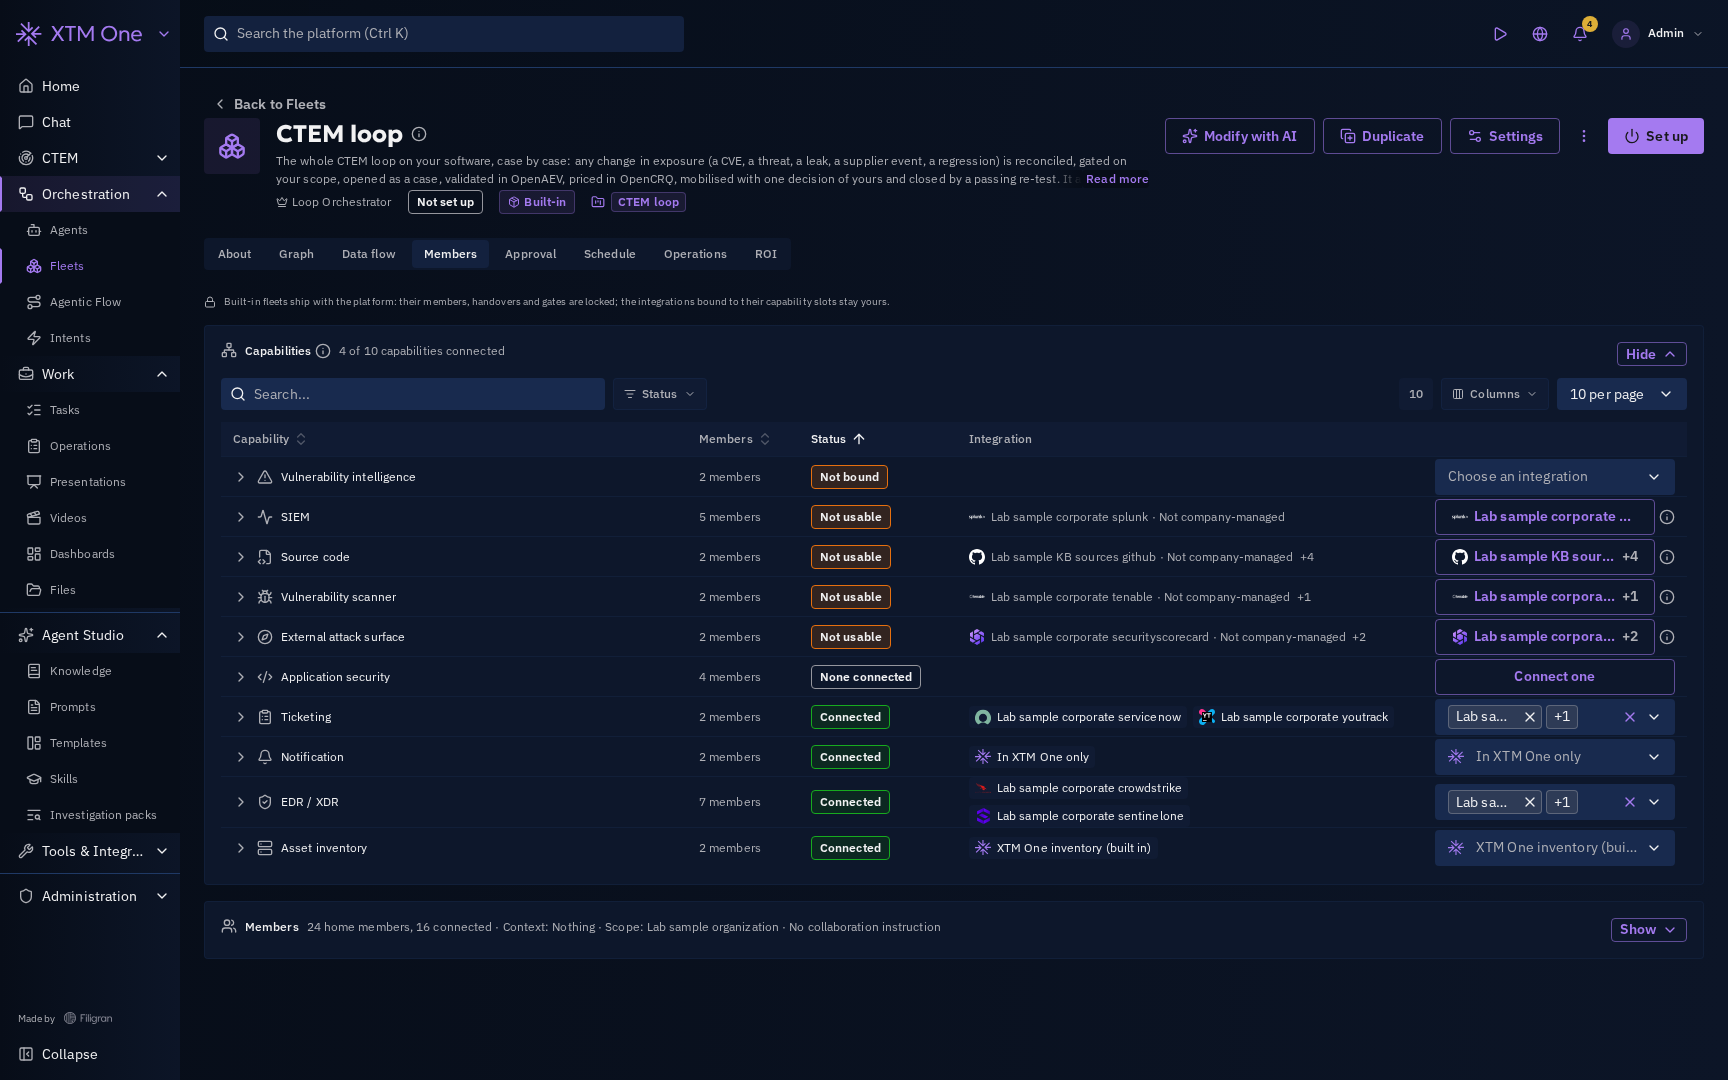 XTM One
Search the platform (Ctrl K)
4
Admin
Home
Chat
CTEM
Orchestration
Agents
Fleets
Agentic Flow
Intents
Work
Tasks
Operations
Presentations
Videos
Dashboards
Files
Agent Studio
Knowledge
Prompts
Templates
Skills
Investigation packs
Tools & Integr...
Administration
Made by Filigran
Collapse
Back to Fleets
CTEM loop
Modify with AI
Duplicate
Settings
Set up
The whole CTEM loop on your software, case by case: any change in exposure (a CVE, a threat, a leak, a supplier event, a regression) is reconciled, gated on
your scope, opened as a case, validated in OpenAEV, priced in OpenCRQ, mobilised with one decision of yours and closed by a passing re-test. It Read more
Loop Orchestrator Not set up Built-in CTEM loop
About Graph Data flow Members Approval Schedule Operations ROI
Built-in fleets ship with the platform: their members, handovers and gates are locked; the integrations bound to their capability slots stay yours.
Capabilities 4 of 10 capabilities connected Hide
Search... Status 10 Columns 10 per page
Capability Members Status Integration
Vulnerability intelligence 2 members Not bound Choose an integration
SIEM 5 members Not usable splunk> Lab sample corporate splunk · Not company-managed splunk> Lab sample corporate ...
Source code 2 members Not usable Lab sample KB sources github · Not company-managed +4 Lab sample KB sour... +4
Vulnerability scanner 2 members Not usable Lab sample corporate tenable · Not company-managed +1 Lab sample corpora... +1
External attack surface 2 members Not usable Lab sample corporate securityscorecard · Not company-managed +2 Lab sample corpora... +2
Application security 4 members None connected Connect one
Ticketing 2 members Connected Lab sample corporate servicenow Lab sample corporate youtrack Lab sa... +1
Notification 2 members Connected In XTM One only In XTM One only
EDR / XDR 7 members Connected Lab sample corporate crowdstrike Lab sa... +1
Lab sample corporate sentinelone
Asset inventory 2 members Connected XTM One inventory (built in) XTM One inventory (bui...
Members 24 home members, 16 connected · Context: Nothing · Scope: Lab sample organization · No collaboration instruction Show